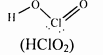 H O Cl O
(HClO₂)